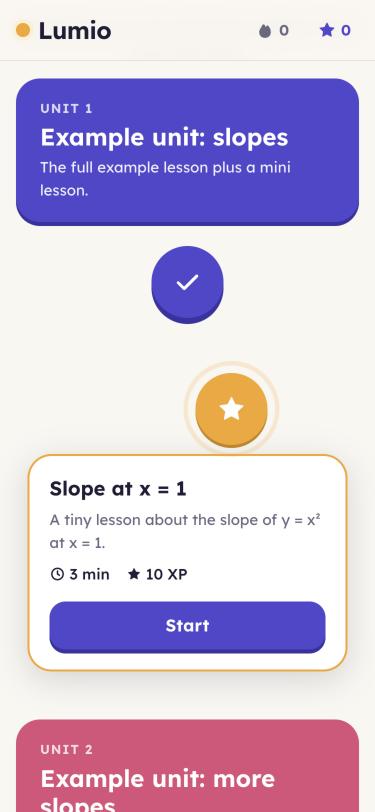 Lumio
0
0
UNIT 1
Example unit: slopes
The full example lesson plus a mini
lesson.
Slope at x = 1
A tiny lesson about the slope of y = x²
at x = 1.
3 min
10 XP
Start
UNIT 2
Example unit: more
slopes